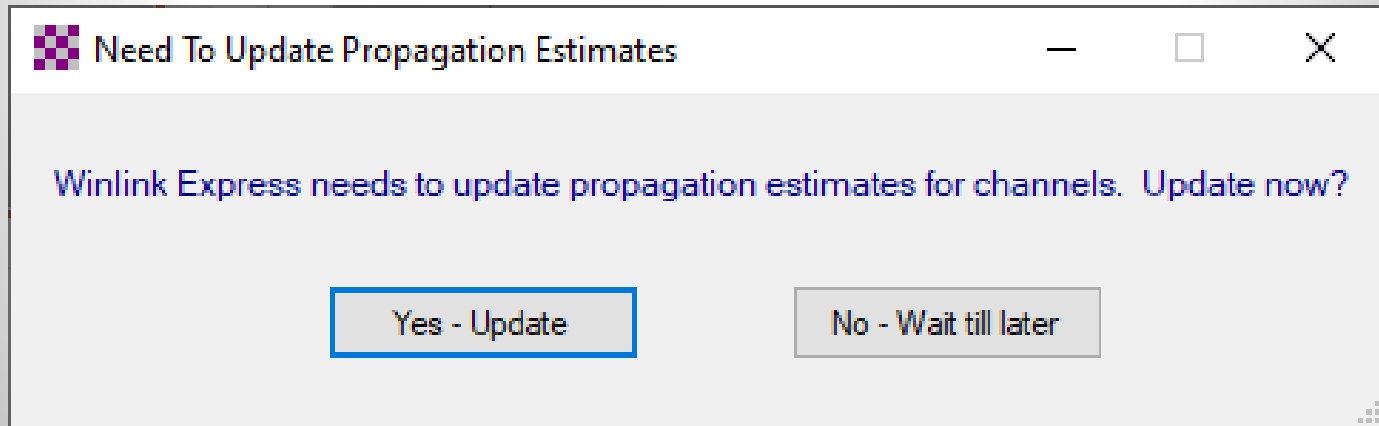 Need To Update Propagation Estimates
Winlink Express needs to update propagation estimates for channels.  Update now?
Yes - Update
No - Wait till later